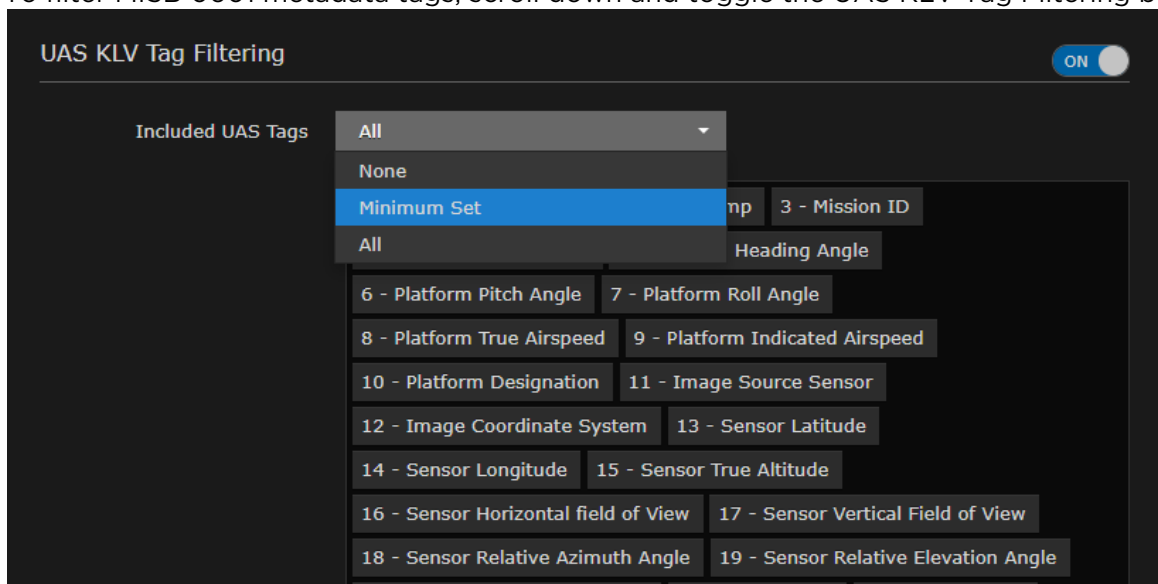 UAS KLV Tag Filtering
ON
Included UAS Tags
All
None
Minimum Set
All
mp
3 - Mission ID
Heading Angle
6 - Platform Pitch Angle
7 - Platform Roll Angle
8 - Platform True Airspeed
9 - Platform Indicated Airspeed
10 - Platform Designation
11 - Image Source Sensor
12 - Image Coordinate System
13 - Sensor Latitude
14 - Sensor Longitude
15 - Sensor True Altitude
16 - Sensor Horizontal field of View
17 - Sensor Vertical Field of View
18 - Sensor Relative Azimuth Angle
19 - Sensor Relative Elevation Angle